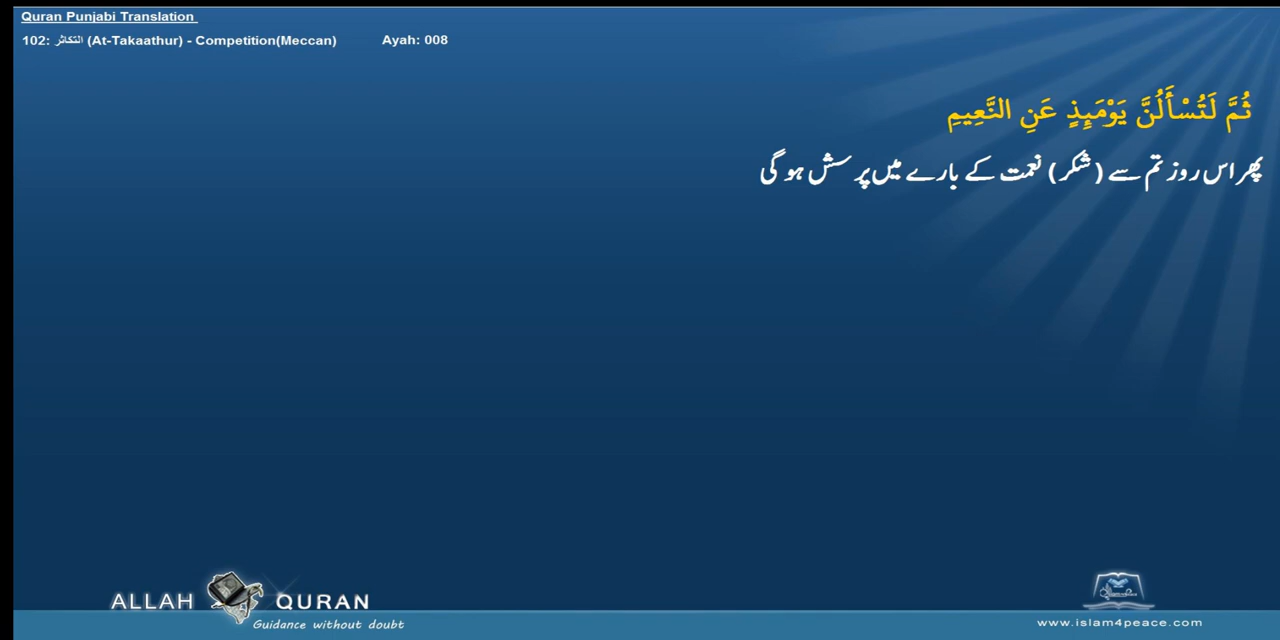 Quran Punjabi Translation
102: التكاثر (At-Takaathur) - Competition(Meccan) Ayah: 008
ثُمَّ لَتُسْأَلُنَّ يَوْمَئِذٍ عَنِ النَّعِيمِ
پھر اس روز تم سے (شکر) نعمت کے بارے میں پرسش ہو گی
ALLAH QURAN
Guidance without doubt
www.islam4peace.com